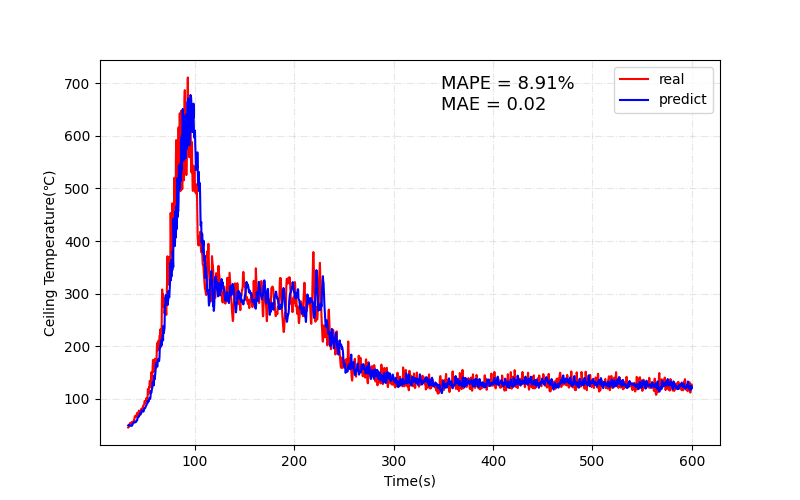 MAPE = 8.91%
MAE = 0.02
real
predict
700
600
500
400
300
200
100
Ceiling Temperature(℃)
100 200 300 400 500 600
Time(s)